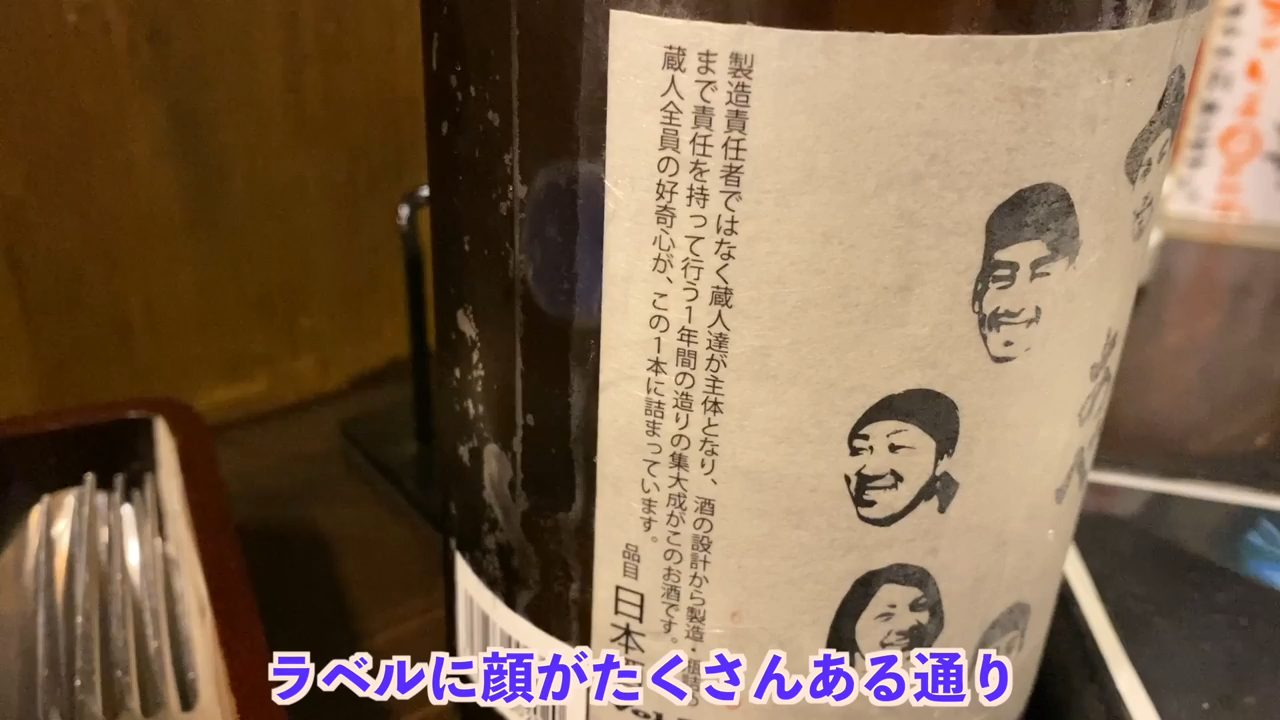 製造責任者ではなく蔵人達が主体となり、酒の設計から製造・
まで責任を持って行う1年間の造りの集大成がこのお酒です。
蔵人全員の好奇心が、この1本に詰まっています。
品目 日本
ラベルに顔がたくさんある通り